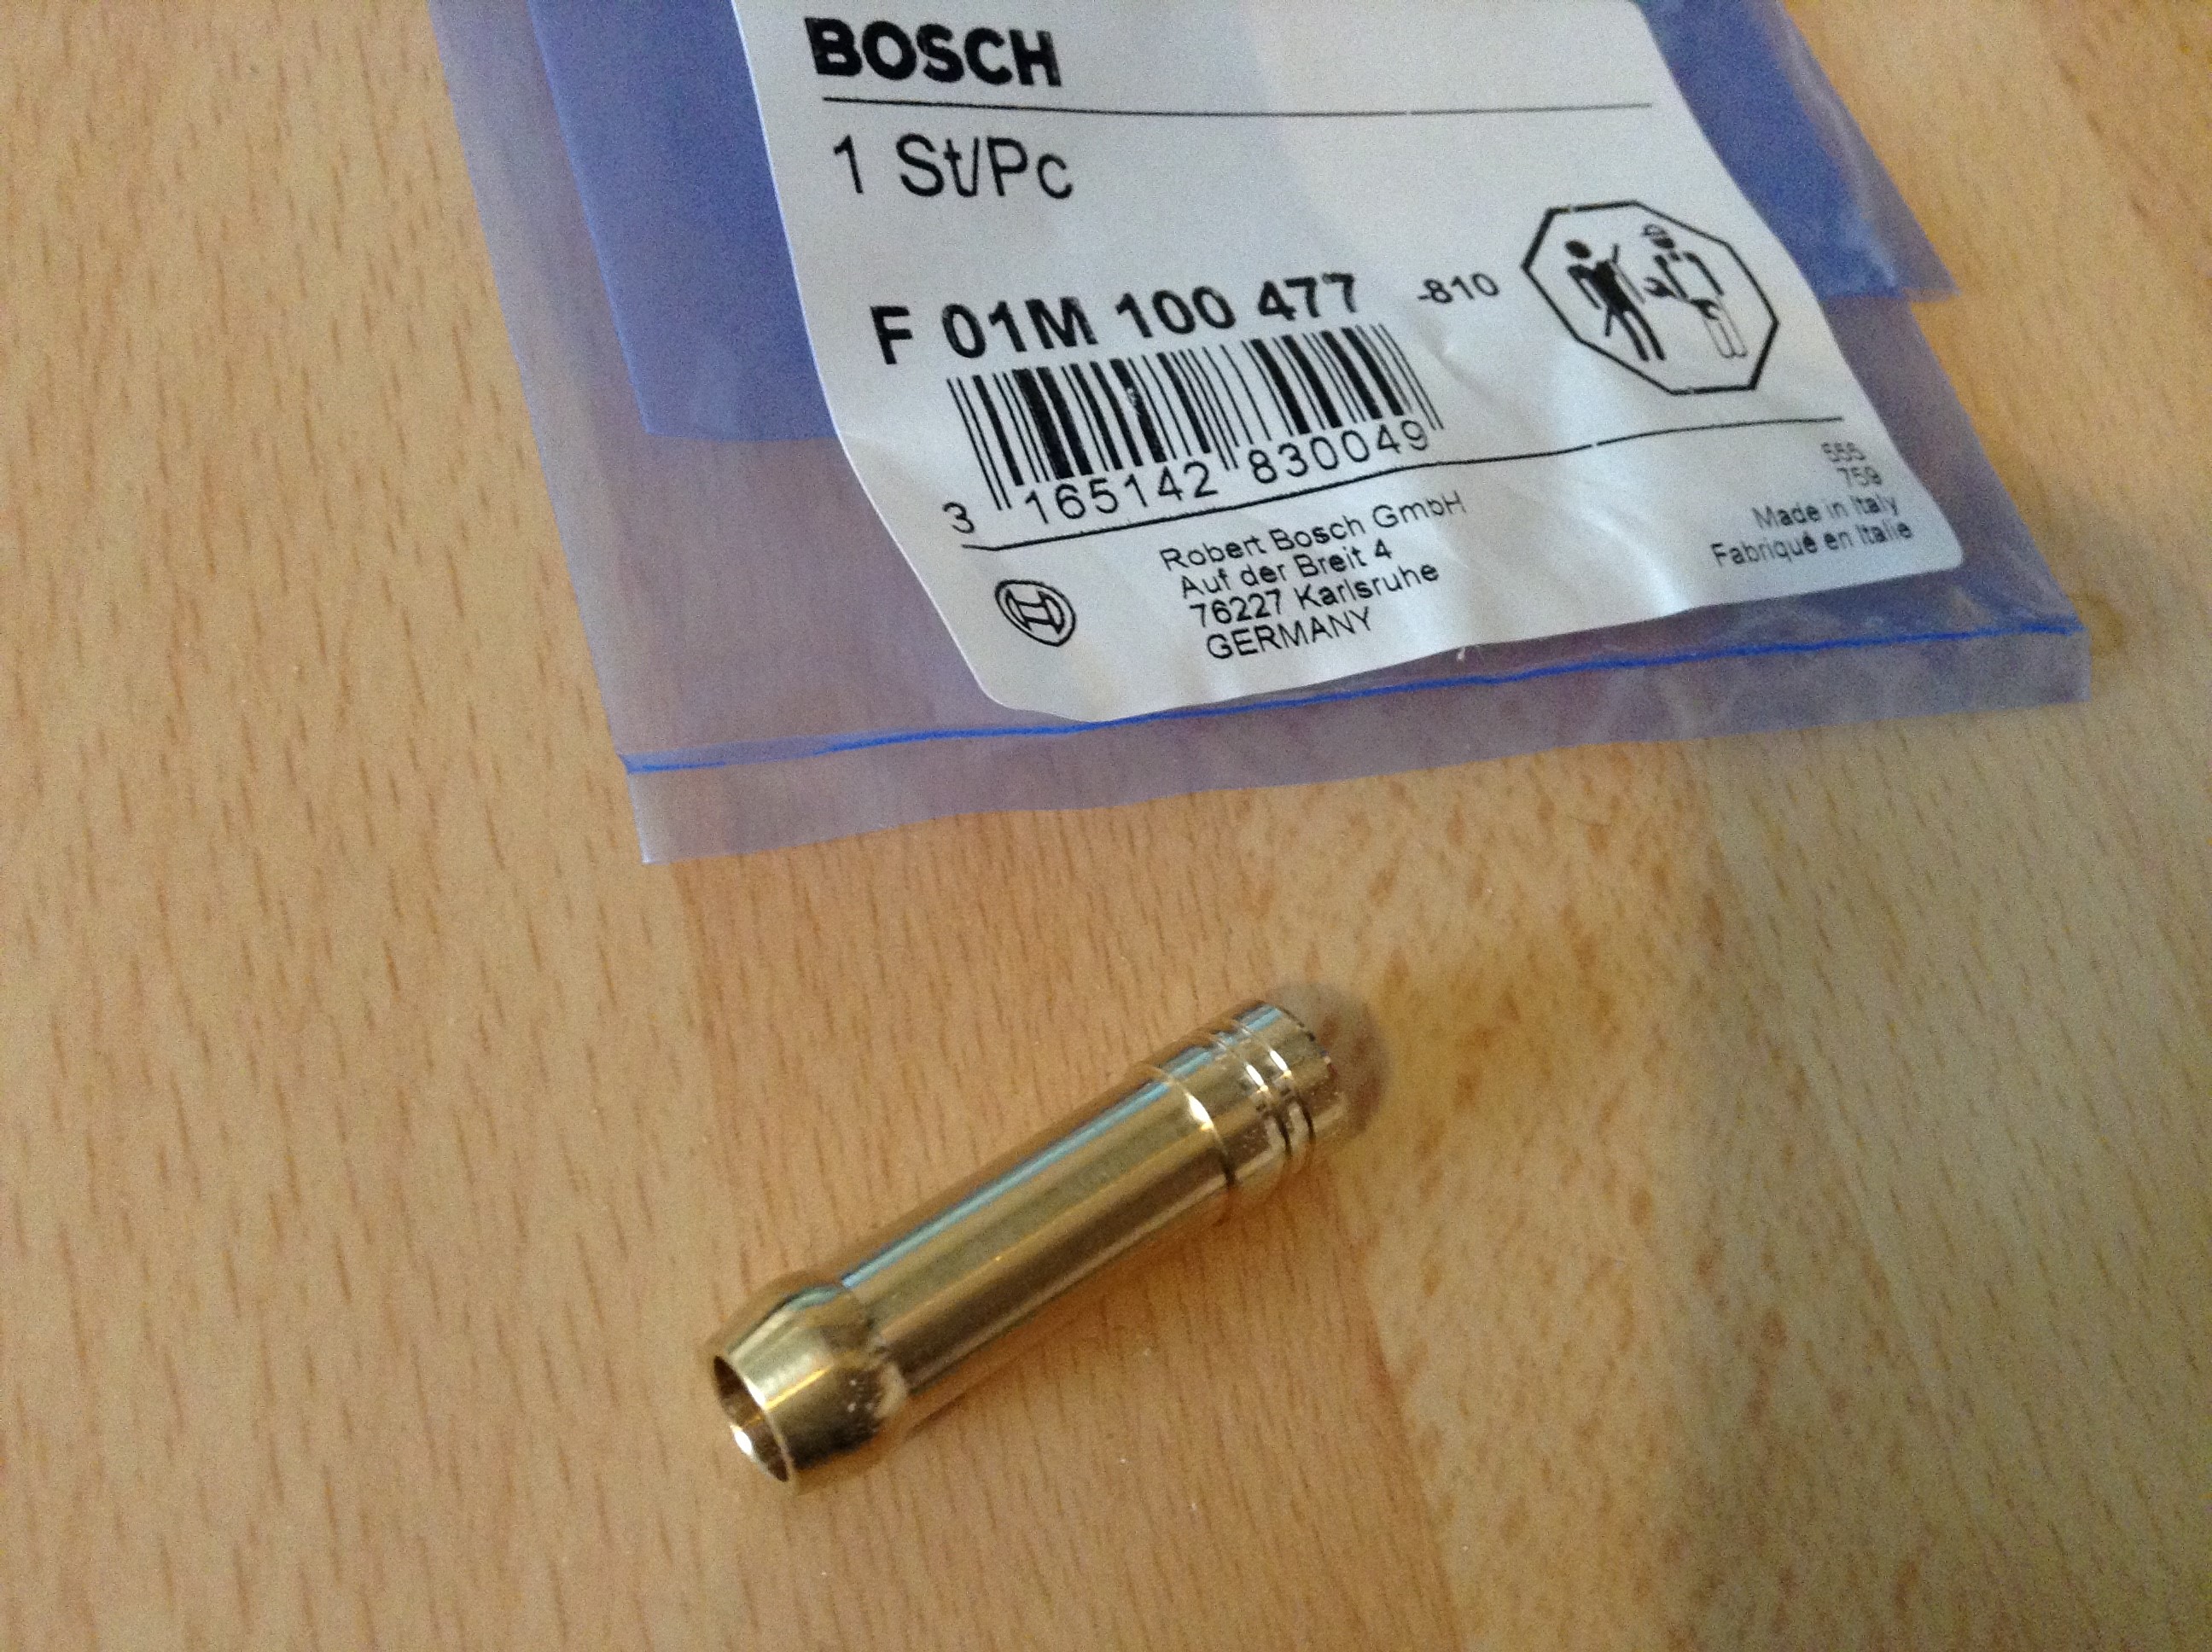 BOSCH
1 St/Pc
F 01M 100 477 -810
3 165142 830049
Robert Bosch GmbH
Auf der Breit 4
76227 Karlsruhe
GERMANY
555
759
Made in Italy
Fabriqué en Italie